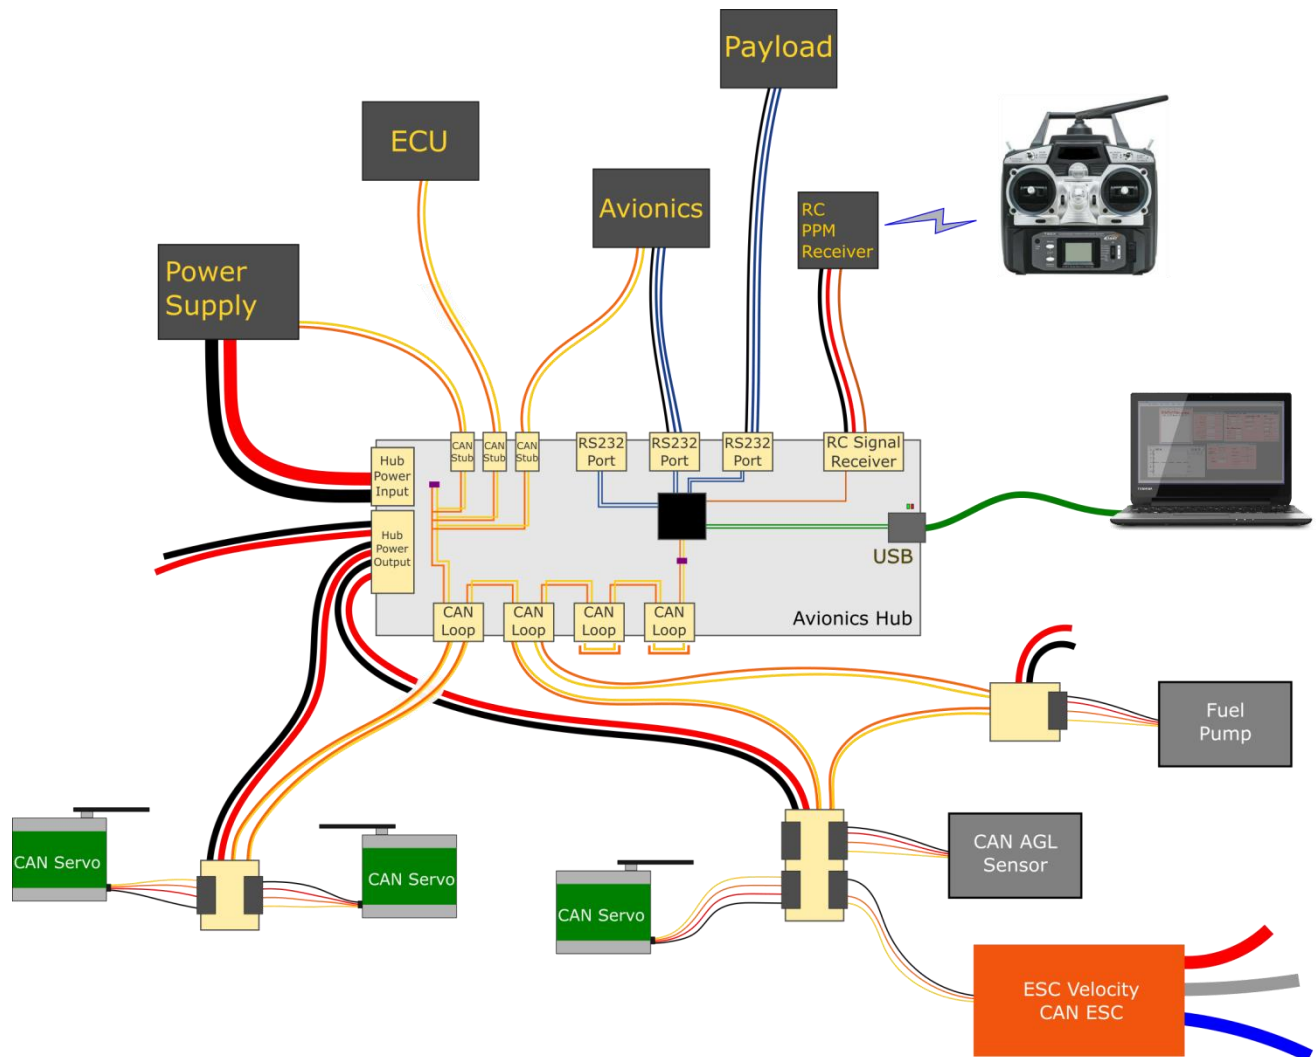 Payload
ECU
Avionics
RC
PPM
Receiver
Power
Supply
CAN
Stub
CAN
Stub
CAN
Stub
RS232
Port
RS232
Port
RS232
Port
RC Signal
Receiver
Hub
Power
Input
Hub
Power
Output
USB
CAN
Loop
CAN
Loop
CAN
Loop
CAN
Loop
Avionics Hub
Fuel
Pump
CAN Servo
CAN Servo
CAN Servo
CAN AGL
Sensor
ESC Velocity
CAN ESC